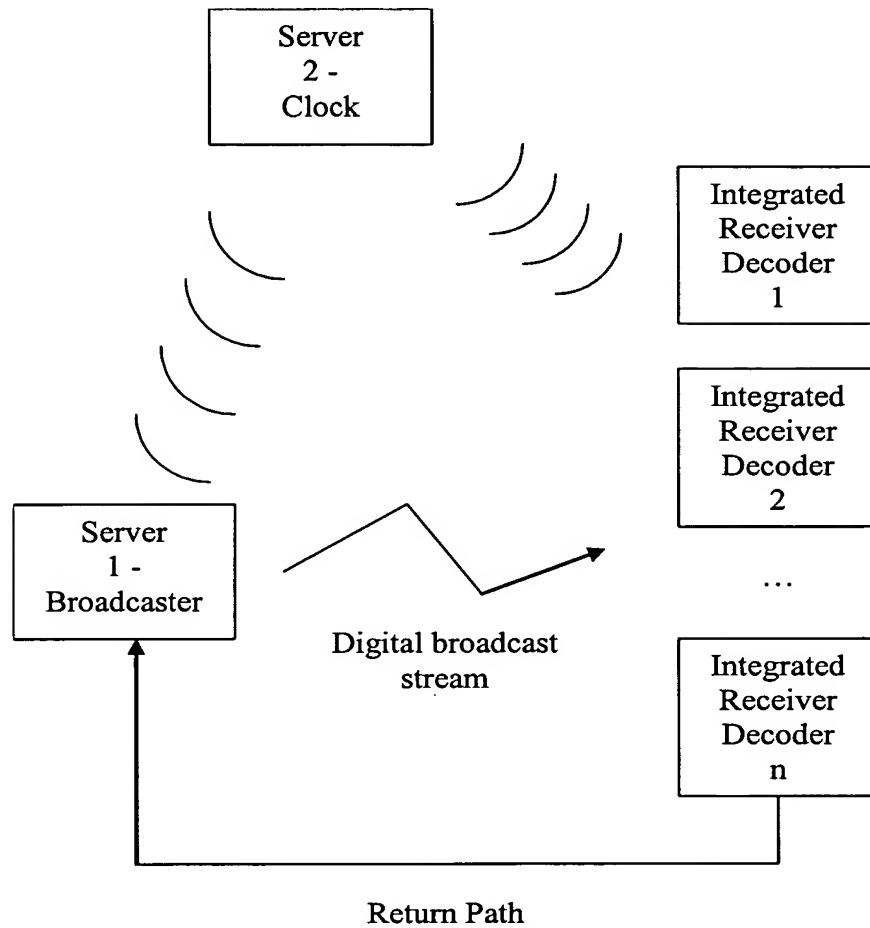 Server
2 -
Clock
Integrated
Receiver
Decoder
1
Integrated
Receiver
Decoder
2
Server
1 -
Broadcaster
...
Digital broadcast
stream
Integrated
Receiver
Decoder
n
Return Path